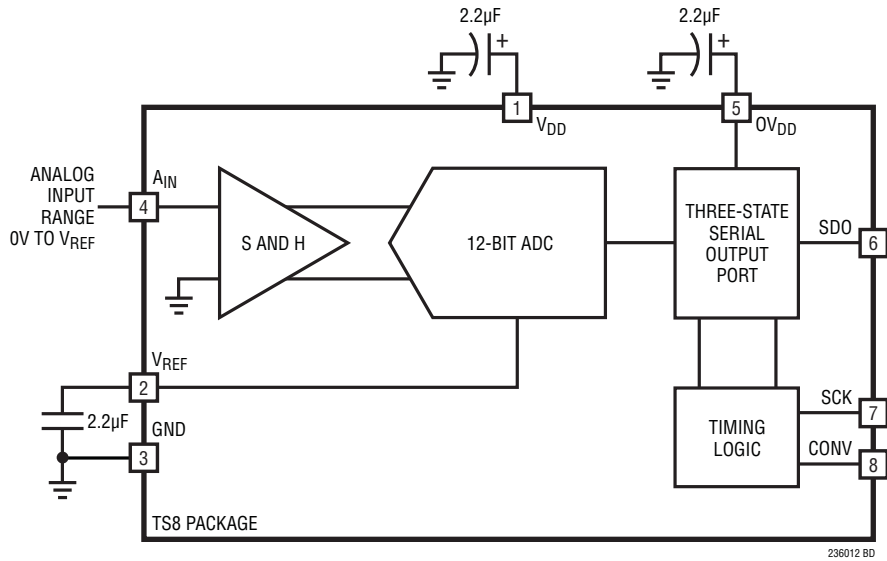 2.2µF
+
2.2µF
+
1
VDD
5
OVDD
ANALOG
INPUT
RANGE
0V TO VREF
4
AIN
S AND H
12-BIT ADC
THREE-STATE
SERIAL
OUTPUT
PORT
SDO
6
VREF
2
2.2µF
GND
3
TIMING
LOGIC
SCK
7
CONV
8
TS8 PACKAGE
236012 BD